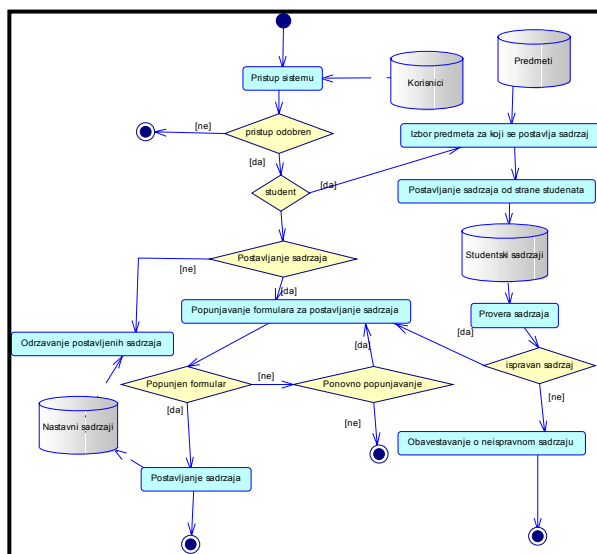 Predmeti
Pristup sistemu
Korisnici
[ne]
pristup odobren
Izbor predmeta za koji se postavlja sadrzaj
[da]
student
[da]
Postavljanje sadrzaja od strane studenata
Postavljanje sadrzaja
Studentski sadrzaji
[ne]
[da]
Popunjavanje formulara za postavljanje sadrzaja
Provera sadrzaja
[da]
Odrzavanje postavljenih sadrzaja
[da]
ispravan sadrzaj
Popunjen formular
[ne]
Ponovno popunjavanje
[ne]
[da]
[ne]
Nastavni sadrzaji
Obavestavanje o neispravnom sadrzaju
Postavljanje sadrzaja